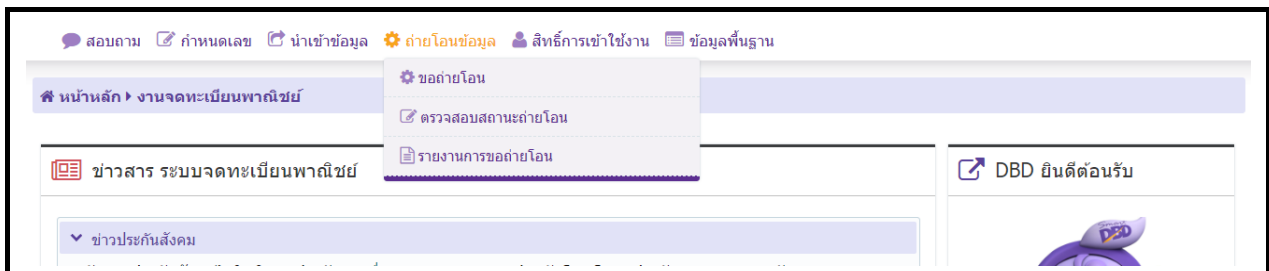 สอบถาม กำหนดเลข นำเข้าข้อมูล ถ่ายโอนข้อมูล สิทธิ์การเข้าใช้งาน ข้อมูลพื้นฐาน
ขอถ่ายโอน
หน้าหลัก งานจดทะเบียนพาณิชย์
ตรวจสอบสถานะถ่ายโอน
รายงานการขอถ่ายโอน
ข่าวสาร ระบบจดทะเบียนพาณิชย์
DBD ยินดีต้อนรับ
ข่าวประกันสังคม
DBD